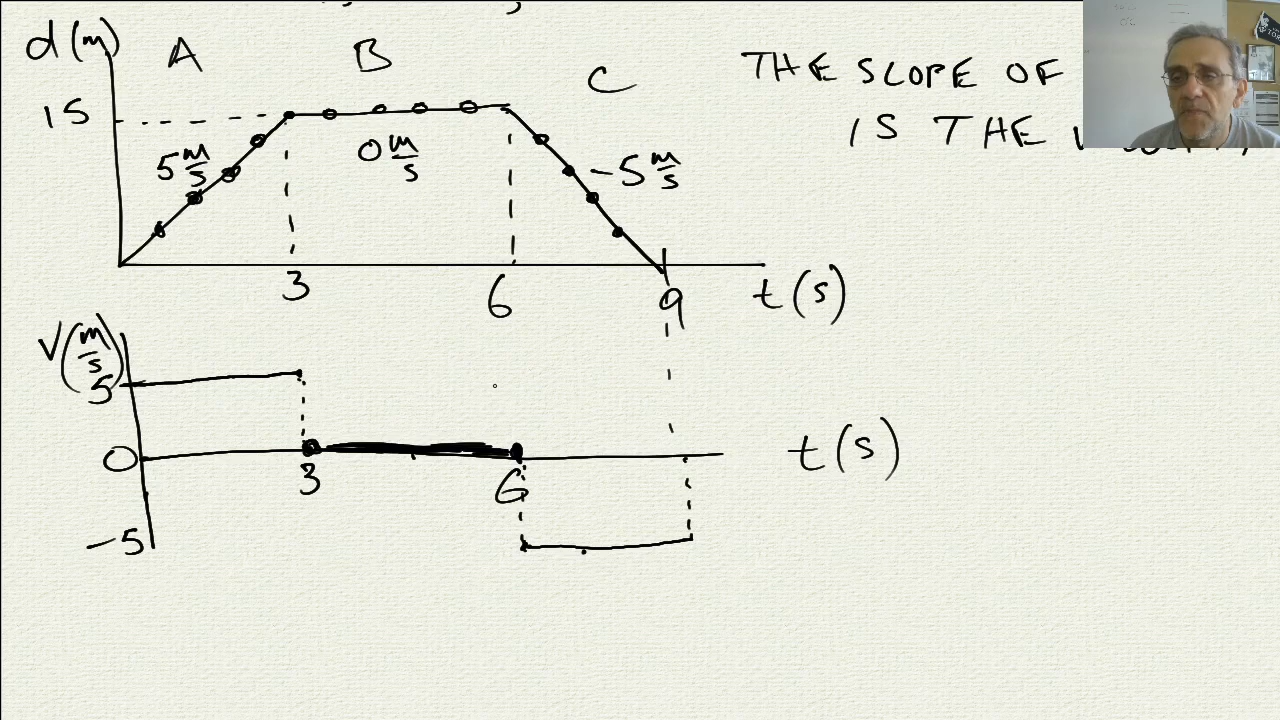 d (m) A B C
15
5 m/s 0 m/s -5 m/s
3 6 9 t (s)
THE SLOPE OF
IS THE
V (m/s)
5
0 t (s)
3 6
-5